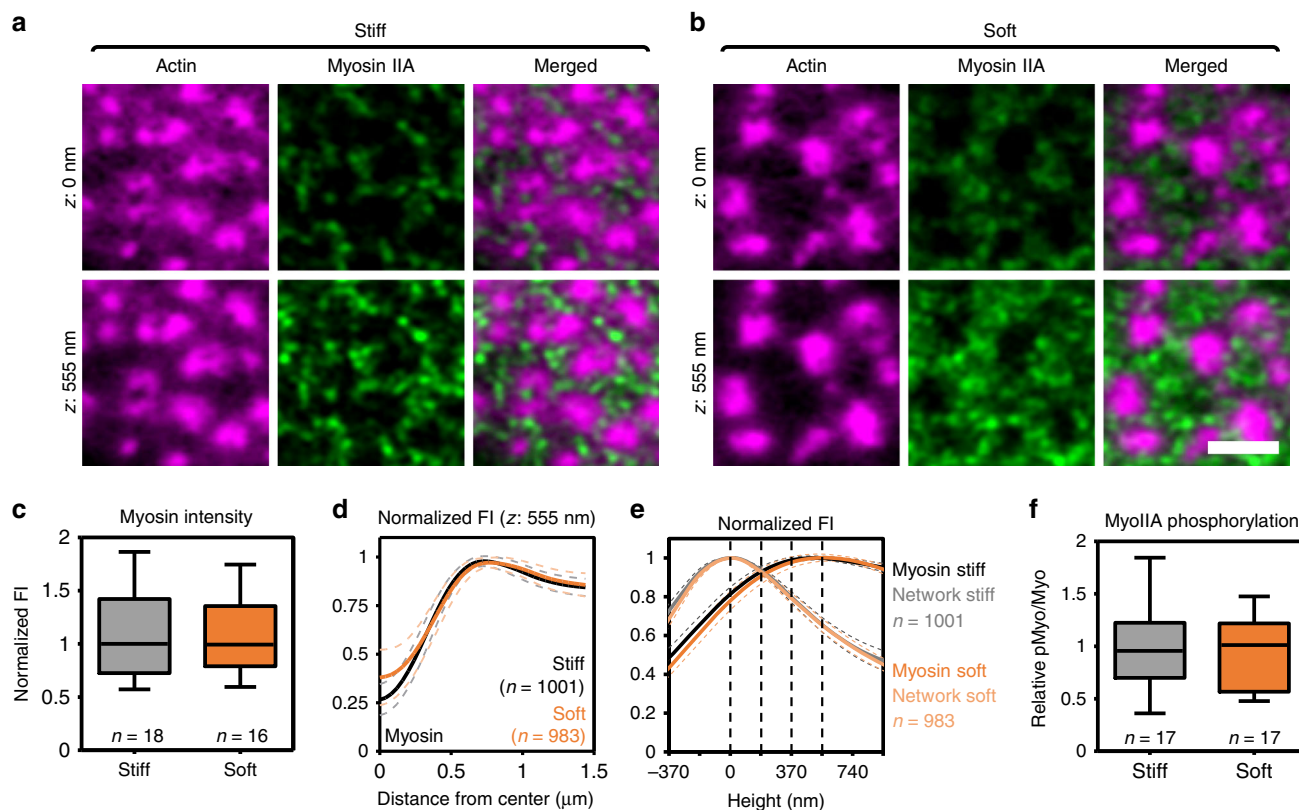 a
Stiff
Actin
Myosin IIA
Merged
z: 0 nm
z: 555 nm
b
Soft
Actin
Myosin IIA
Merged
z: 0 nm
z: 555 nm
c
Myosin intensity
Normalized FI
2
1.5
1
0.5
0
n = 18
n = 16
Stiff
Soft
d
Normalized FI (z: 555 nm)
1
0.75
0.5
0.25
0
Stiff
(n = 1001)
Soft
(n = 983)
Myosin
0
0.5
1
1.5
Distance from center (μm)
e
Normalized FI
1
0.8
0.6
0.4
0.2
0
Myosin stiff
Network stiff
n = 1001
Myosin soft
Network soft
n = 983
–370
0
370
740
Height (nm)
f
MyoIIA phosphorylation
Relative pMyo/Myo
2
1.5
1
0.5
0
n = 17
n = 17
Stiff
Soft